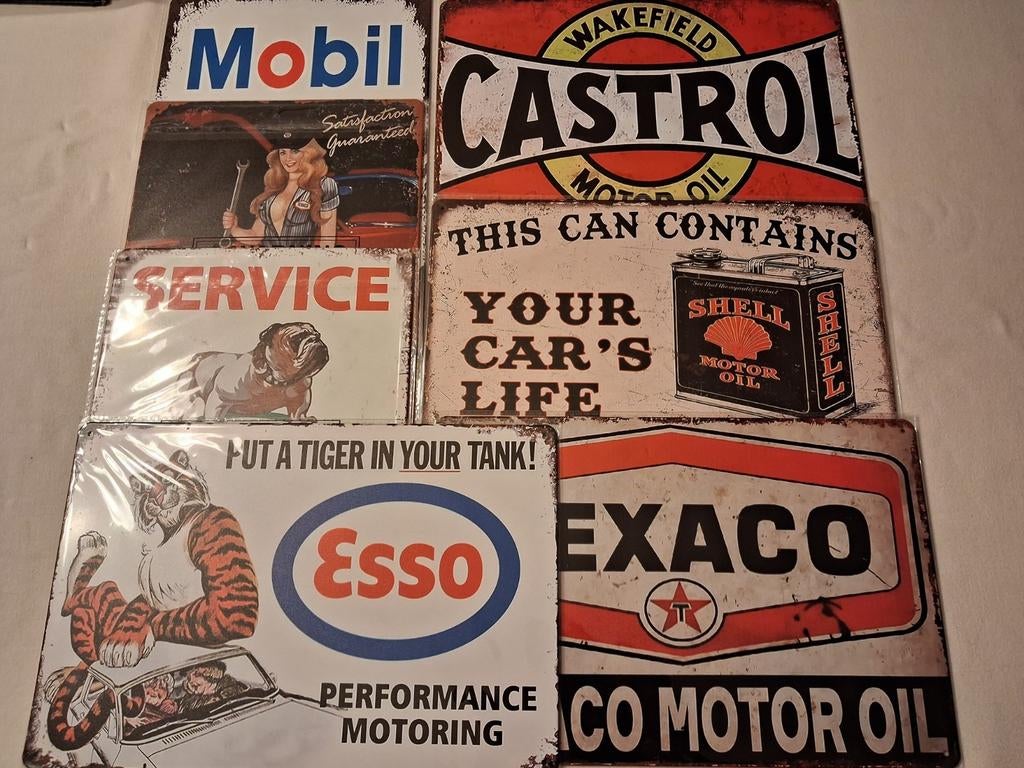 Mobil
Satisfaction
Guaranteed
SERVICE
PUT A TIGER IN YOUR TANK!
Esso
PERFORMANCE
MOTORING
WAKEFIELD
CASTROL
MOTOR OIL
THIS CAN CONTAINS
YOUR
CAR'S
LIFE
SHELL
MOTOR
OIL
SHELL
EXACO
T
CO MOTOR OIL